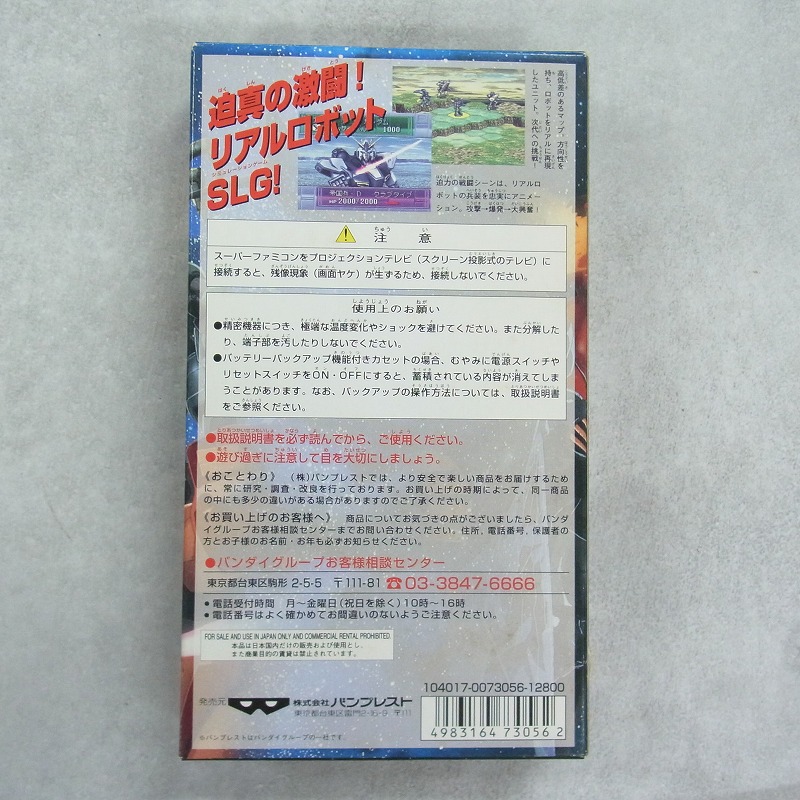 迫真の激闘!
リアルロボット
シミュレーションゲーム
SLG!
1000
帝国兵 D
HP 2000/2000
高低差のあるマップ、方向性を
持ち、ロボットをリアルに再現
したユニット。次代への挑戦!
迫力の戦闘シーンは、リアルロ
ボットの兵装を忠実にアニメー
ション。攻撃→爆発→大興奮!
注意
スーパーファミコンをプロジェクションテレビ(スクリーン投影式のテレビ)に
接続すると、残像現象(画面ヤケ)が生ずるため、接続しないでください。
使用上のお願い
●精密機器につき、極端な温度変化やショックを避けてください。また分解し
たり、端子部を汚したりしないでください。
●バッテリーバックアップ機能付きカセットの場合、むやみに電源スイッチや
リセットスイッチをON・OFFにすると、蓄積されている内容が消えてしま
うことがあります。なお、バックアップの操作方法については、取扱説明書
をご参照ください。
●取扱説明書を必ず読んでから、ご使用ください。
●遊び過ぎに注意して目を大切にしましょう。
《おことわり》 (株)バンプレストでは、より安全で楽しい商品をお届けするため
に、常に研究・調査・改良を行っております。お買い上げの時期によって、同一商品
の中にも多少の違いがある場合がありますのでご了承ください。
《お買い上げのお客様へ》 商品についてお気づきの点がございましたら、バンダ
イグループお客様相談センターまでお問い合わせください。住所、電話番号、保護者の
方とお子様のお名前・お年も必ずお知らせください。
●バンダイグループお客様相談センター
東京都台東区駒形 2-5-5 〒111-81 ☎03-3847-6666
●電話受付時間 月〜金曜日(祝日を除く)10時〜16時
●電話番号はよく確かめてお間違いのないようご注意ください。
FOR SALE AND USE IN JAPAN ONLY AND COMMERCIAL RENTAL PROHIBITED.
本品は日本国内だけの販売および使用とし、
また商業目的の賃貸は禁止されています。
104017-0073056-12800
発売元 株式会社バンプレスト
東京都台東区雷門2-16-9 〒111
※バンプレストはバンダイグループの一社です。
4983164 730562